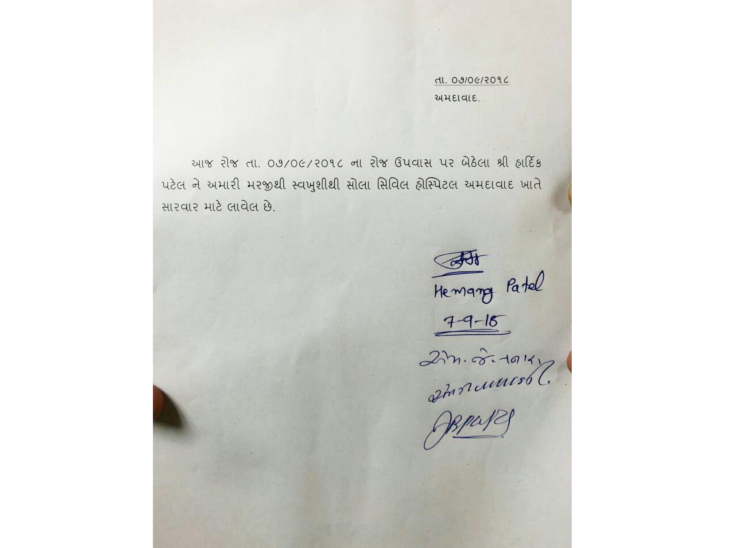 તા. ૦૭/૦૯/૨૦૧૮
અમદાવાદ.
આજ રોજ તા. ૦૭/૦૯/૨૦૧૮ ના રોજ ઉપવાસ પર બેઠેલા શ્રી હાર્દિક
પટેલ ને અમારી મરજીથી સ્વખુશીથી સોલા સિવિલ હોસ્પિટલ અમદાવાદ ખાતે
સારવાર માટે લાવેલ છે.
Hemang Patel
7-9-18
એમ. જે.